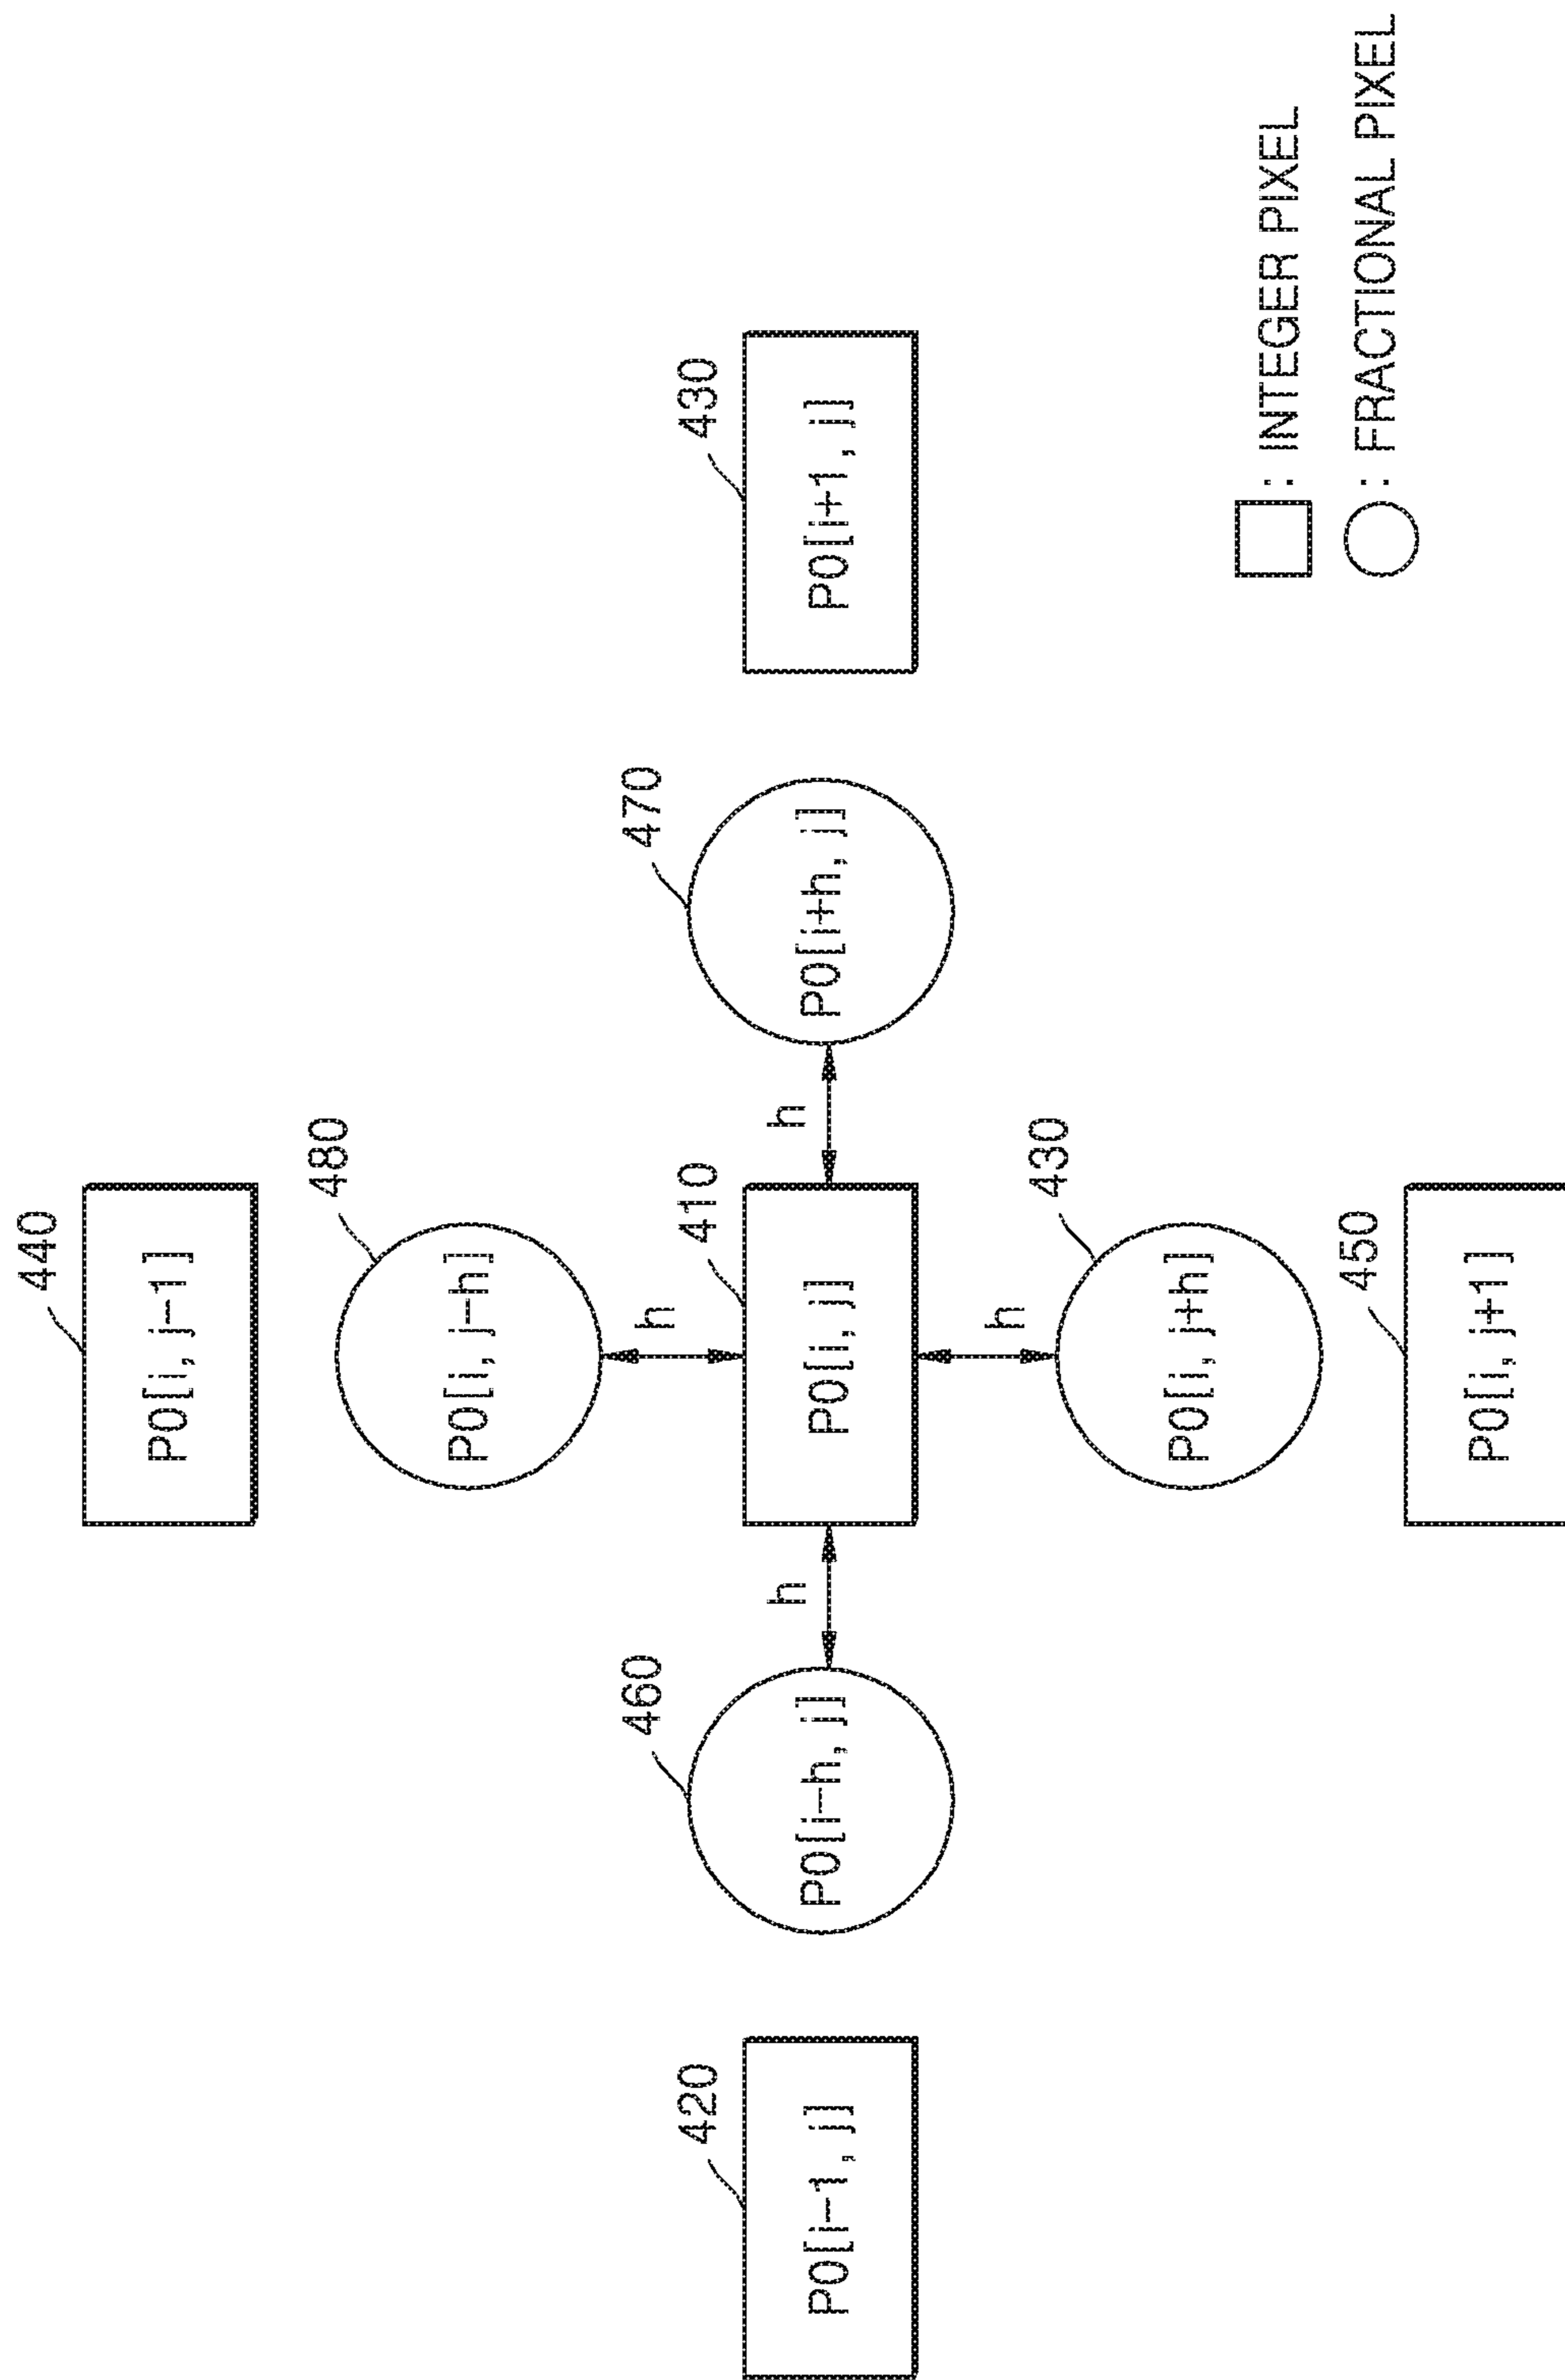 440
P0[i, j-1]
480
P0[i, j-h]
h
420
P0[i-1, j]
460
P0[i-h, j]
h
410
P0[i, j]
h
470
P0[i+h, j]
430
P0[i+1, j]
h
430
P0[i, j+h]
450
P0[i, j+1]
: INTEGER PIXEL
: FRACTIONAL PIXEL